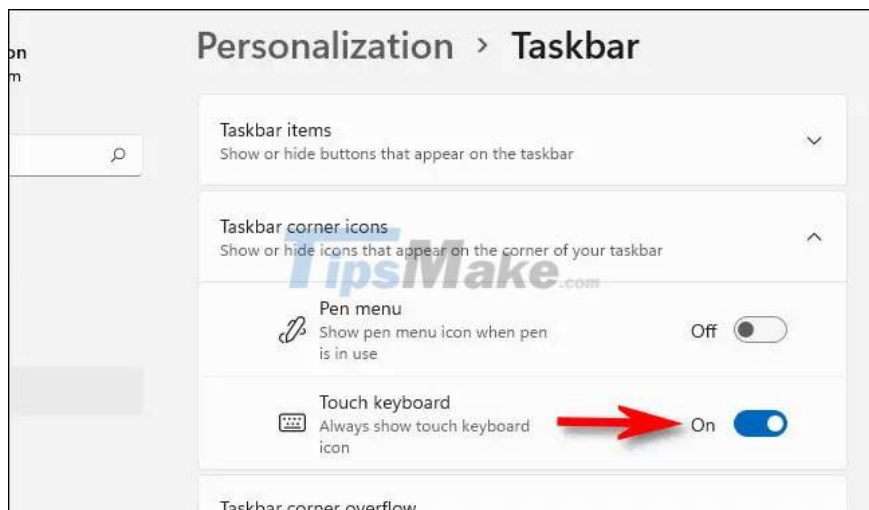 on
m
Personalization > Taskbar
Taskbar items
Show or hide buttons that appear on the taskbar
Taskbar corner icons
Show or hide icons that appear on the corner of your taskbar
TipsMake.com
Pen menu
Show pen menu icon when pen
is in use
Off
Touch keyboard
Always show touch keyboard
icon
On
Taskbar corner overflow